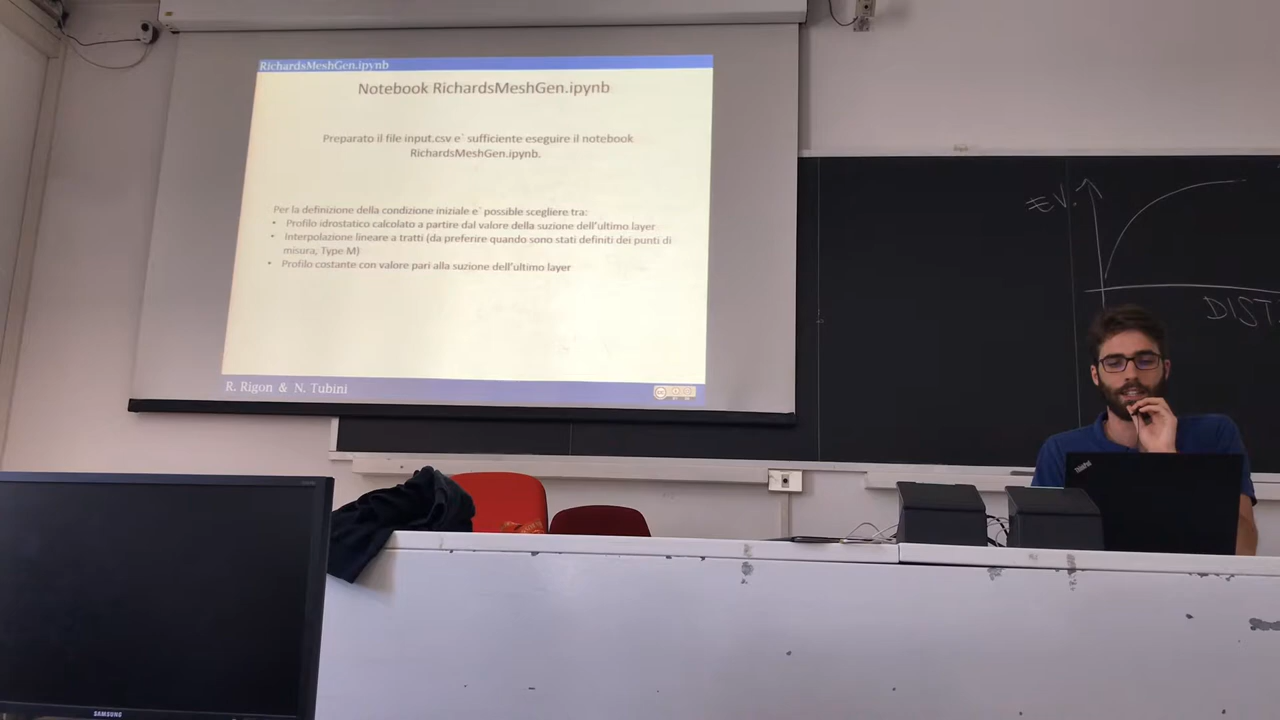 RichardsMeshGen.ipynb
Notebook RichardsMeshGen.ipynb
Preparato il file input.csv e` sufficiente eseguire il notebook
RichardsMeshGen.ipynb.
Per la definizione della condizione iniziale e` possible scegliere tra:
• Profilo idrostatico calcolato a partire dal valore della suzione dell'ultimo layer
• Interpolazione lineare a tratti (da preferire quando sono stati definiti dei punti di
misura, Type M)
• Profilo costante con valore pari alla suzione dell'ultimo layer
R. Rigon & N. Tubini
EV.
DIST
ThinkPad
SAMSUNG